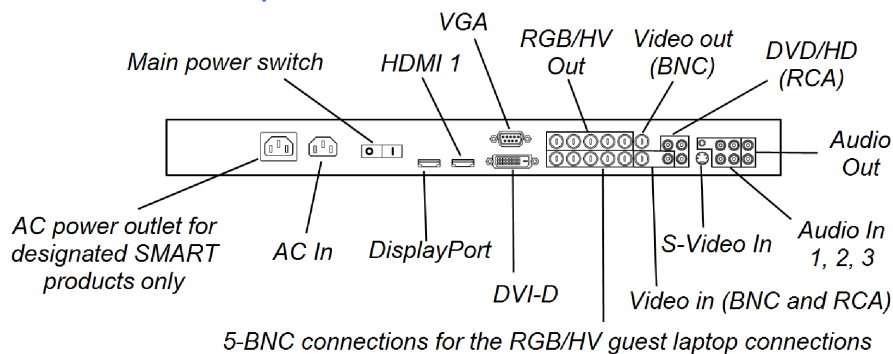 VGA
RGB/HV
Out
Video out
(BNC)
DVD/HD
(RCA)
Main power switch
HDMI 1
Audio
Out
AC power outlet for
designated SMART
products only
AC In
DisplayPort
DVI-D
S-Video In
Audio In
1, 2, 3
Video in (BNC and RCA)
5-BNC connections for the RGB/HV guest laptop connections